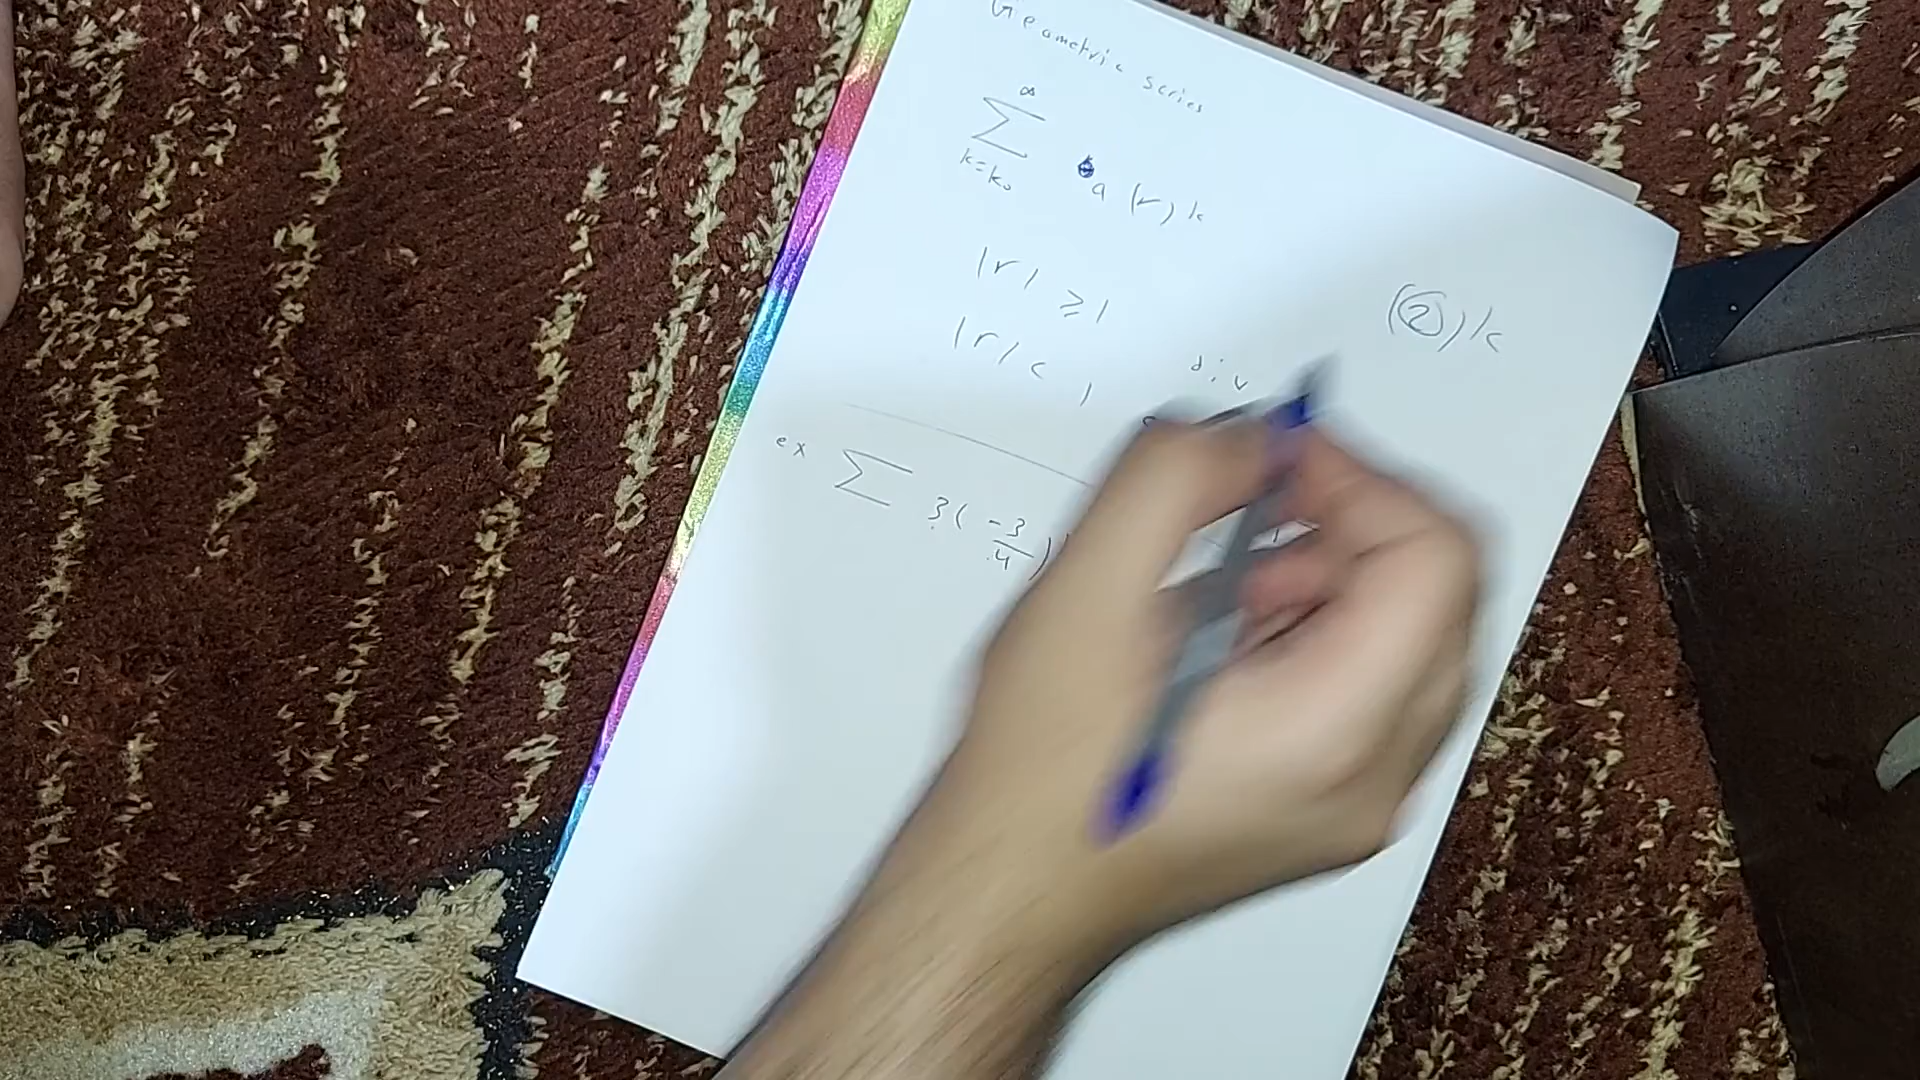 Geometric series
∞
∑ a (r) k
k=k₀
|r| ≥ 1 div
|r| < 1
(2) k
ex ∑ 3 ( -3/4 )